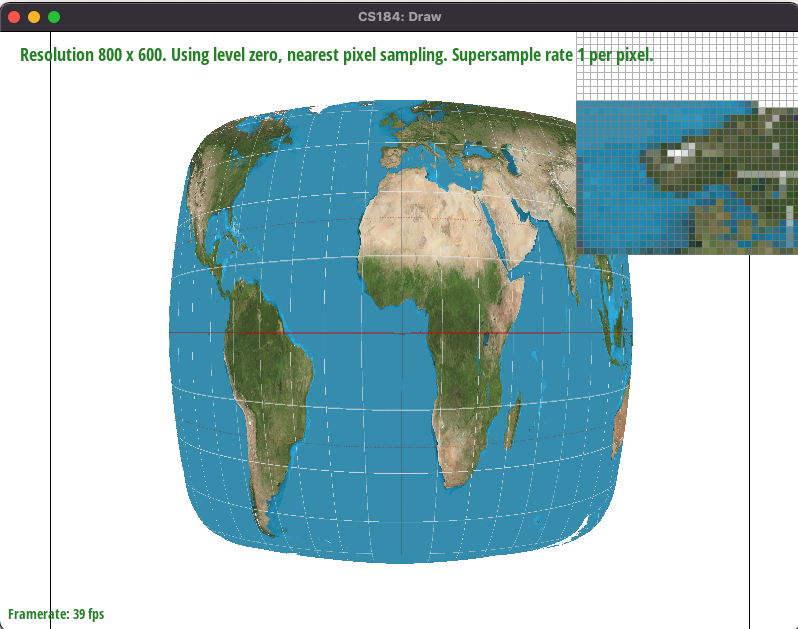 CS184: Draw
Resolution 800 x 600. Using level zero, nearest pixel sampling. Supersample rate 1 per pixel.
Framerate: 39 fps